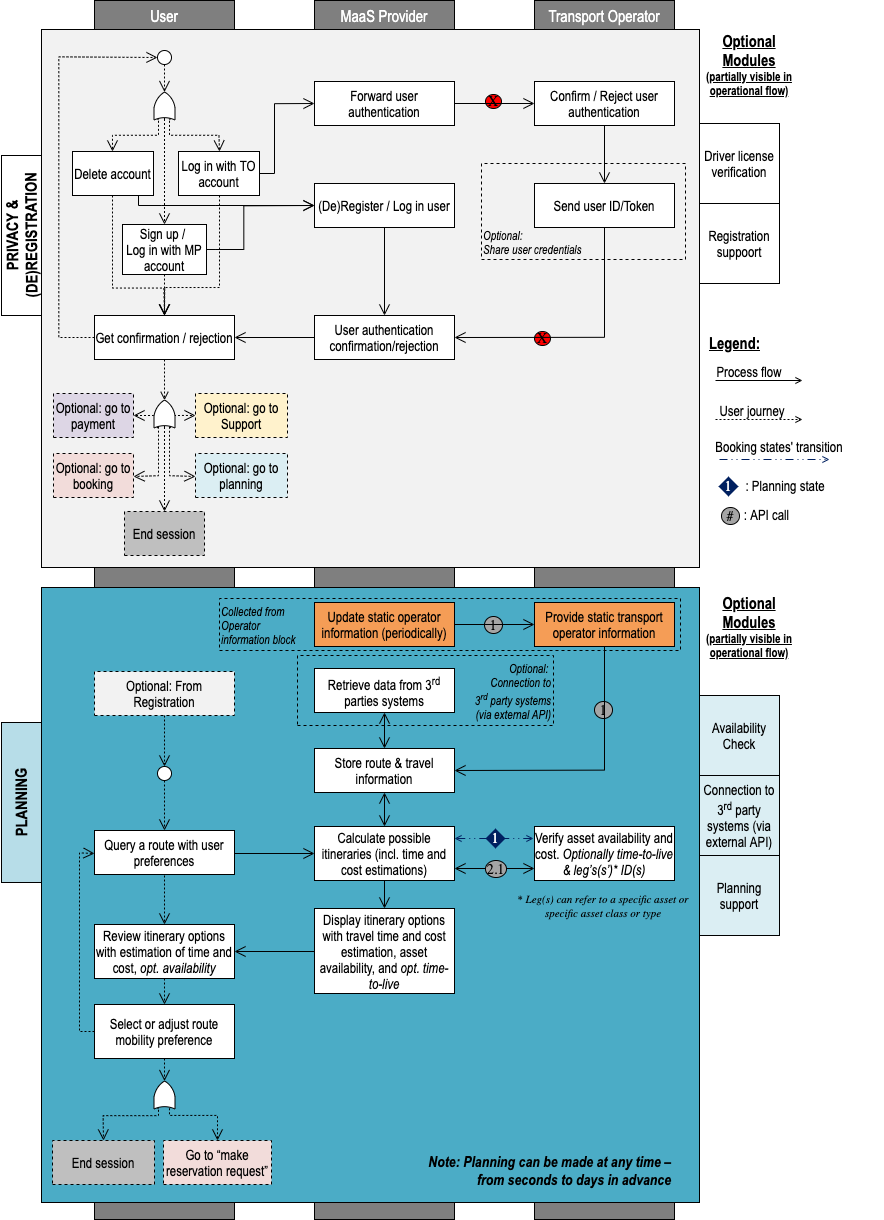 User
MaaS Provider
Transport Operator
Optional
Modules
(partially visible in
operational flow)
PRIVACY &
(DE)REGISTRATION
Forward user
authentication
X
Confirm / Reject user
authentication
Delete account
Log in with TO
account
Driver license
verification
(De)Register / Log in user
Send user ID/Token
Optional:
Share user credentials
Sign up /
Log in with MP
account
Registration
suppoort
Get confirmation / rejection
User authentication
confirmation/rejection
X
Legend:
Process flow
User journey
Booking states' transition
1
: Planning state
#
: API call
Optional: go to
payment
Optional: go to
Support
Optional: go to
booking
Optional: go to
planning
End session
Collected from
Operator
information block
Update static operator
information (periodically)
1
Provide static transport
operator information
Optional
Modules
(partially visible in
operational flow)
Optional: From
Registration
Retrieve data from 3rd
parties systems
Optional:
Connection to
3rd party systems
(via external API)
1
Availability
Check
PLANNING
Store route & travel
information
Connection to
3rd party
systems (via
external API)
Query a route with user
preferences
Calculate possible
itineraries (incl. time and
cost estimations)
1
2.1
Verify asset availability and
cost. Optionally time-to-live
& leg's(s')* ID(s)
* Leg(s) can refer to a specific asset or
specific asset class or type
Planning
support
Review itinerary options
with estimation of time and
cost, opt. availability
Display itinerary options
with travel time and cost
estimation, asset
availability, and opt. time-
to-live
Select or adjust route
mobility preference
End session
Go to “make
reservation request”
Note: Planning can be made at any time –
from seconds to days in advance